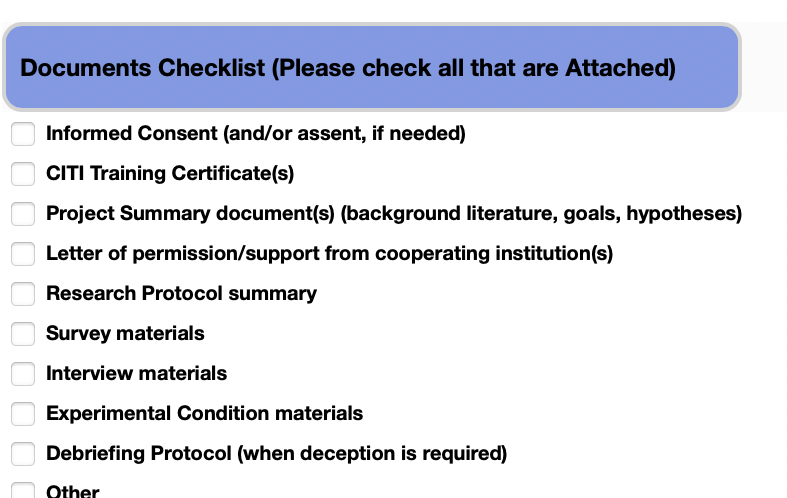 Documents Checklist (Please check all that are Attached)
Informed Consent (and/or assent, if needed)
CITI Training Certificate(s)
Project Summary document(s) (background literature, goals, hypotheses)
Letter of permission/support from cooperating institution(s)
Research Protocol summary
Survey materials
Interview materials
Experimental Condition materials
Debriefing Protocol (when deception is required)
Other